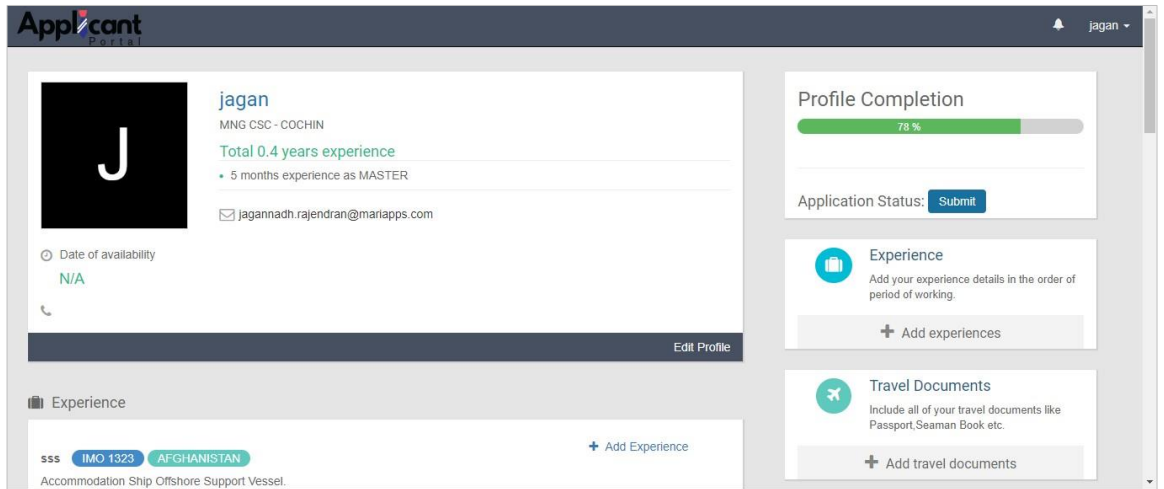 Applicant
Portal
jagan
J
jagan
MNG CSC - COCHIN
Total 0.4 years experience
5 months experience as MASTER
jagannadh.rajendran@mariapps.com
Date of availability
N/A
Edit Profile
Experience
+ Add Experience
sss IMO 1323 AFGHANISTAN
Accommodation Ship Offshore Support Vessel.
Profile Completion
78 %
Application Status: Submit
Experience
Add your experience details in the order of
period of working.
+ Add experiences
Travel Documents
Include all of your travel documents like
Passport,Seaman Book etc.
+ Add travel documents